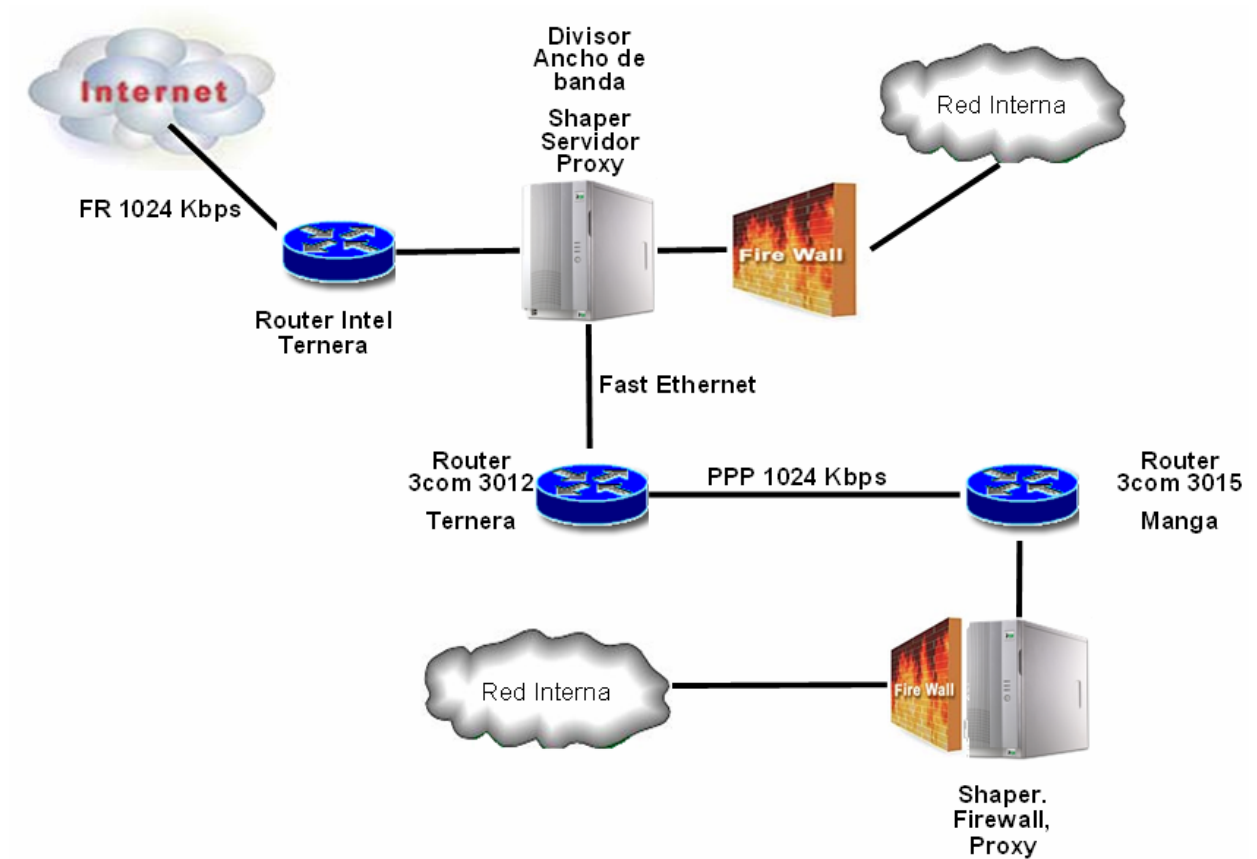 Internet
Divisor
Ancho de
banda
Shaper
Servidor
Proxy
Red Interna
FR 1024 Kbps
Fire Wall
Router Intel
Ternera
Fast Ethernet
Router
3com 3012
Ternera
PPP 1024 Kbps
Router
3com 3015
Manga
Red Interna
Fire Wall
Shaper.
Firewall,
Proxy